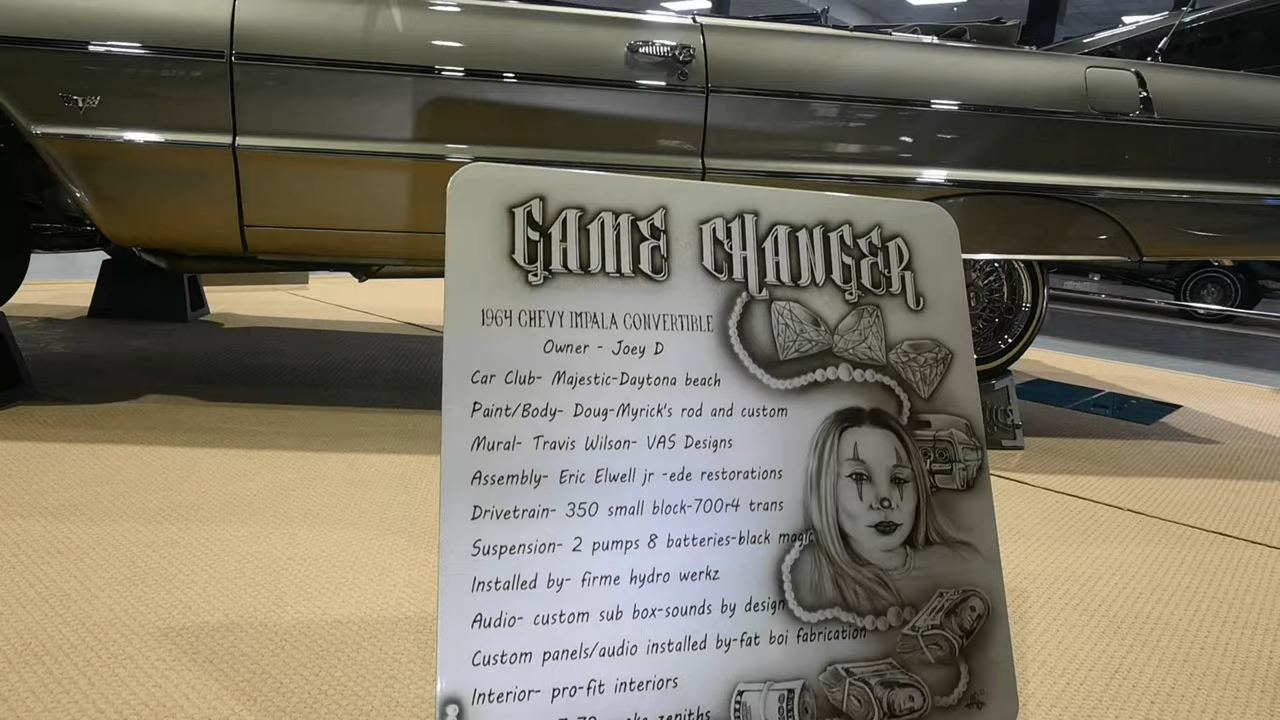 GAME CHANGER
1964 CHEVY IMPALA CONVERTIBLE
Owner - Joey D
Car Club- Majestic-Daytona beach
Paint/Body- Doug-Myrick's rod and custom
Mural- Travis Wilson- VAS Designs
Assembly- Eric Elwell jr -ede restorations
Drivetrain- 350 small block-700r4 trans
Suspension- 2 pumps 8 batteries-black magic
Installed by- firme hydro werkz
Audio- custom sub box-sounds by design
Custom panels/audio installed by-fat boi fabrication
Interior- pro-fit interiors
zeniths